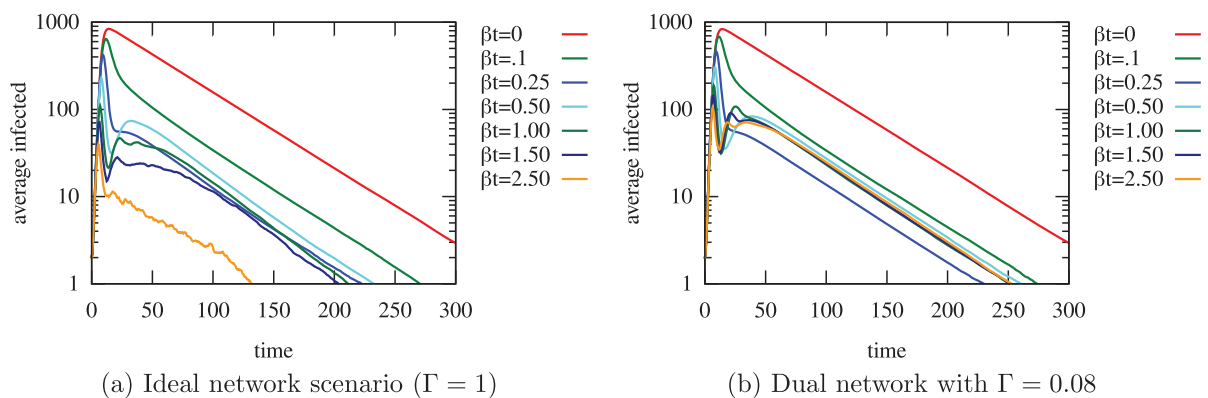 1000
100
10
1
average infected
0 50 100 150 200 250 300
time
βt=0
βt=.1
βt=0.25
βt=0.50
βt=1.00
βt=1.50
βt=2.50
(a) Ideal network scenario (Γ = 1)
1000
100
10
1
average infected
0 50 100 150 200 250 300
time
βt=0
βt=.1
βt=0.25
βt=0.50
βt=1.00
βt=1.50
βt=2.50
(b) Dual network with Γ = 0.08